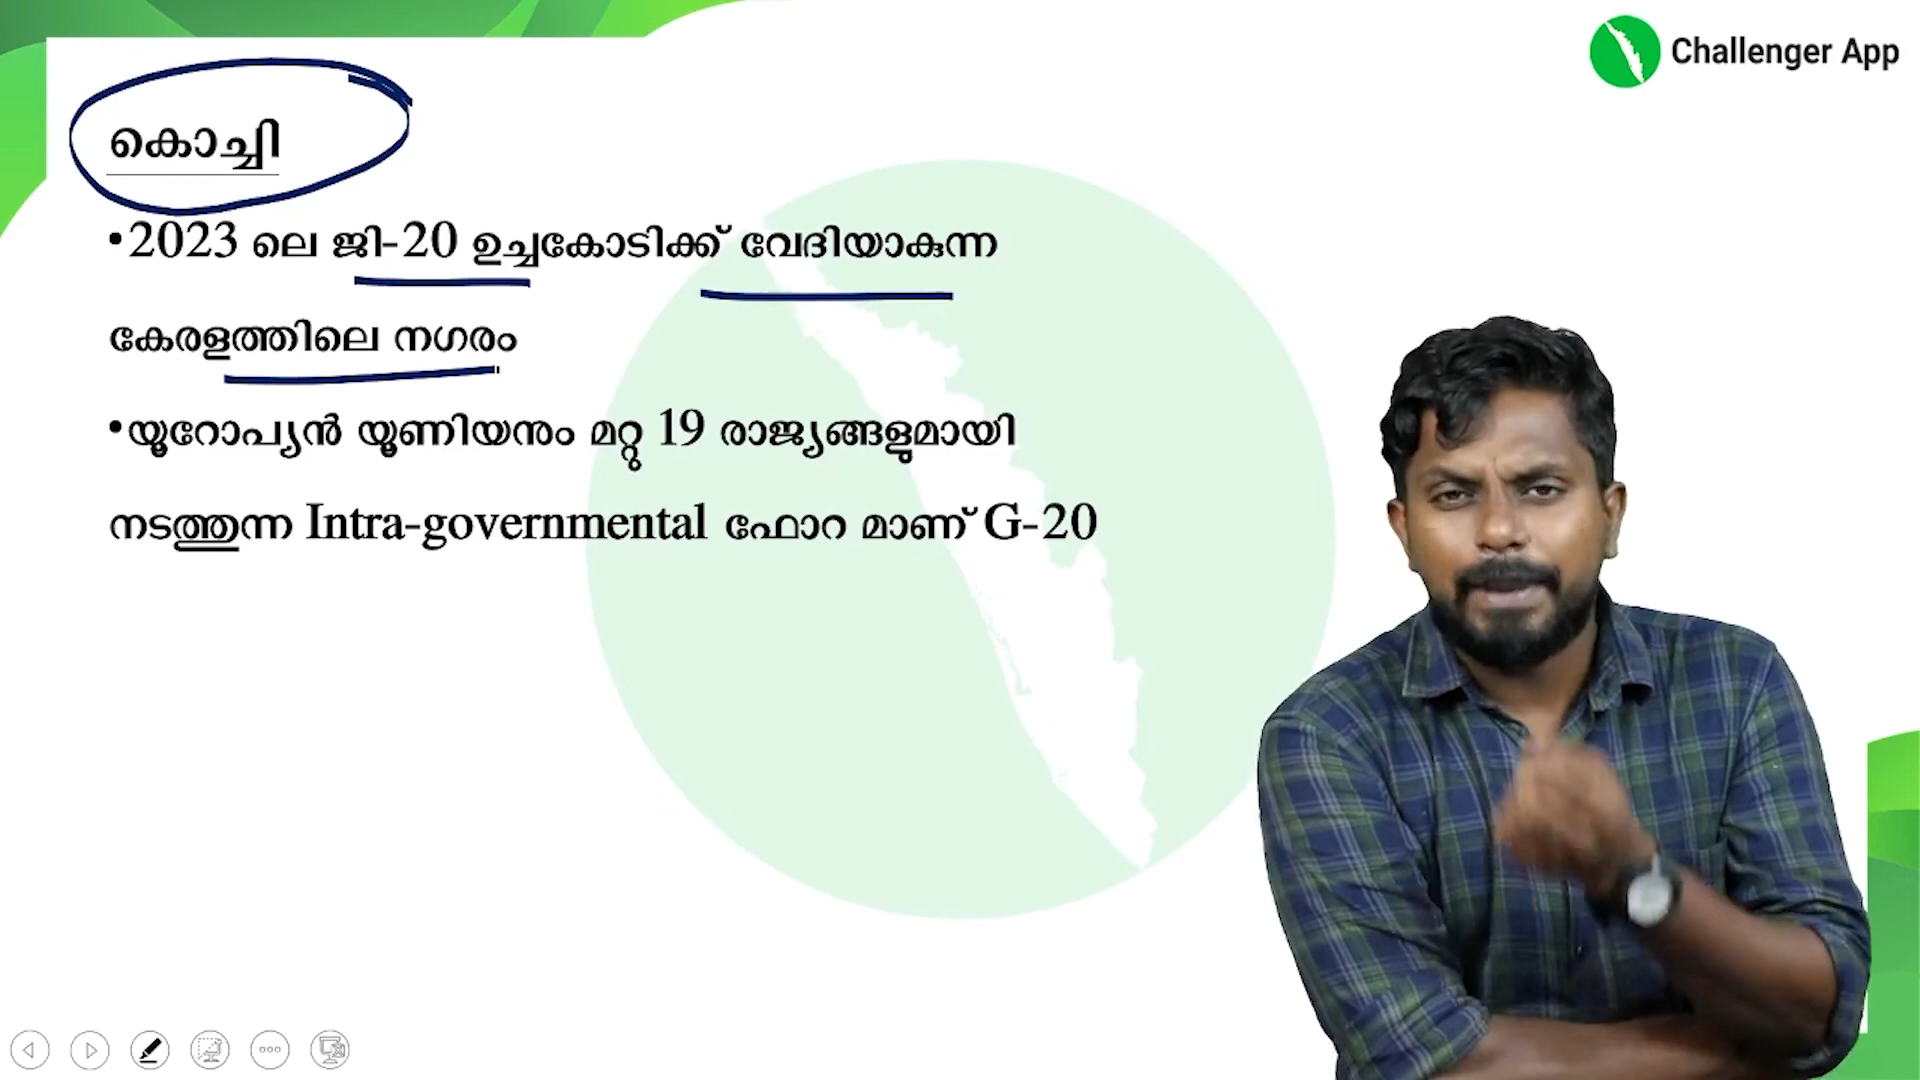 Challenger App
കൊച്ചി
•2023 ലെ ജി-20 ഉച്ചകോടിക്ക് വേദിയാകുന്ന
കേരളത്തിലെ നഗരം
•യൂറോപ്യൻ യൂണിയനും മറ്റു 19 രാജ്യങ്ങളുമായി
നടത്തുന്ന Intra-governmental ഫോറ മാണ് G-20